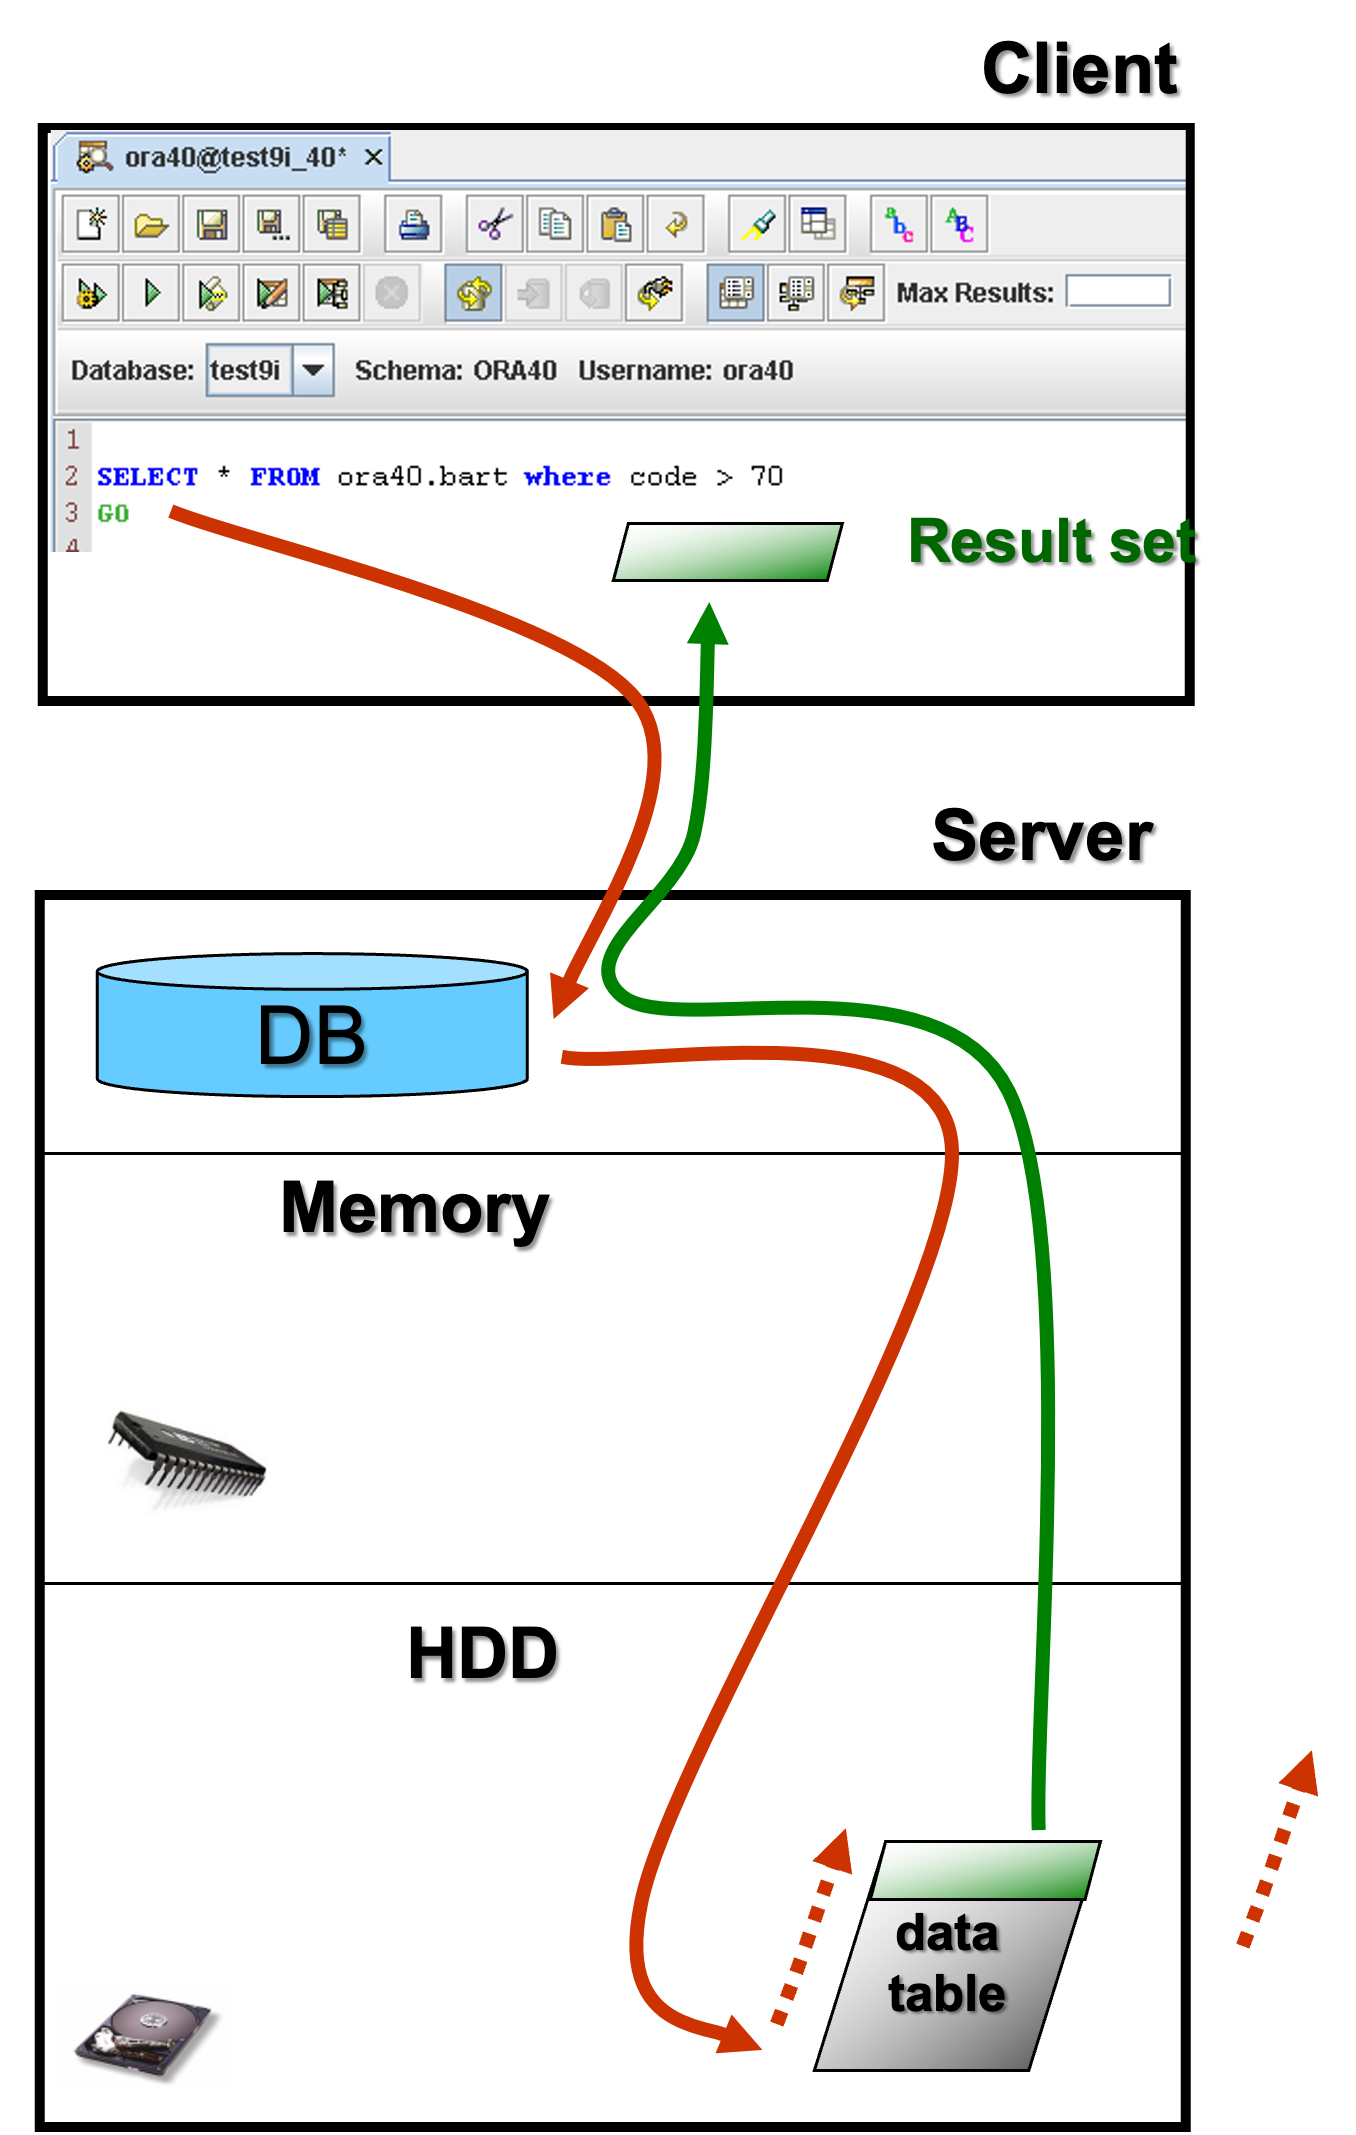 Client
ora40@test9i_40*
Max Results:
Database: test9i Schema: ORA40 Username: ora40
1
2 SELECT * FROM ora40.bart where code > 70
3 GO
4
Result set
Server
DB
Memory
HDD
data
table